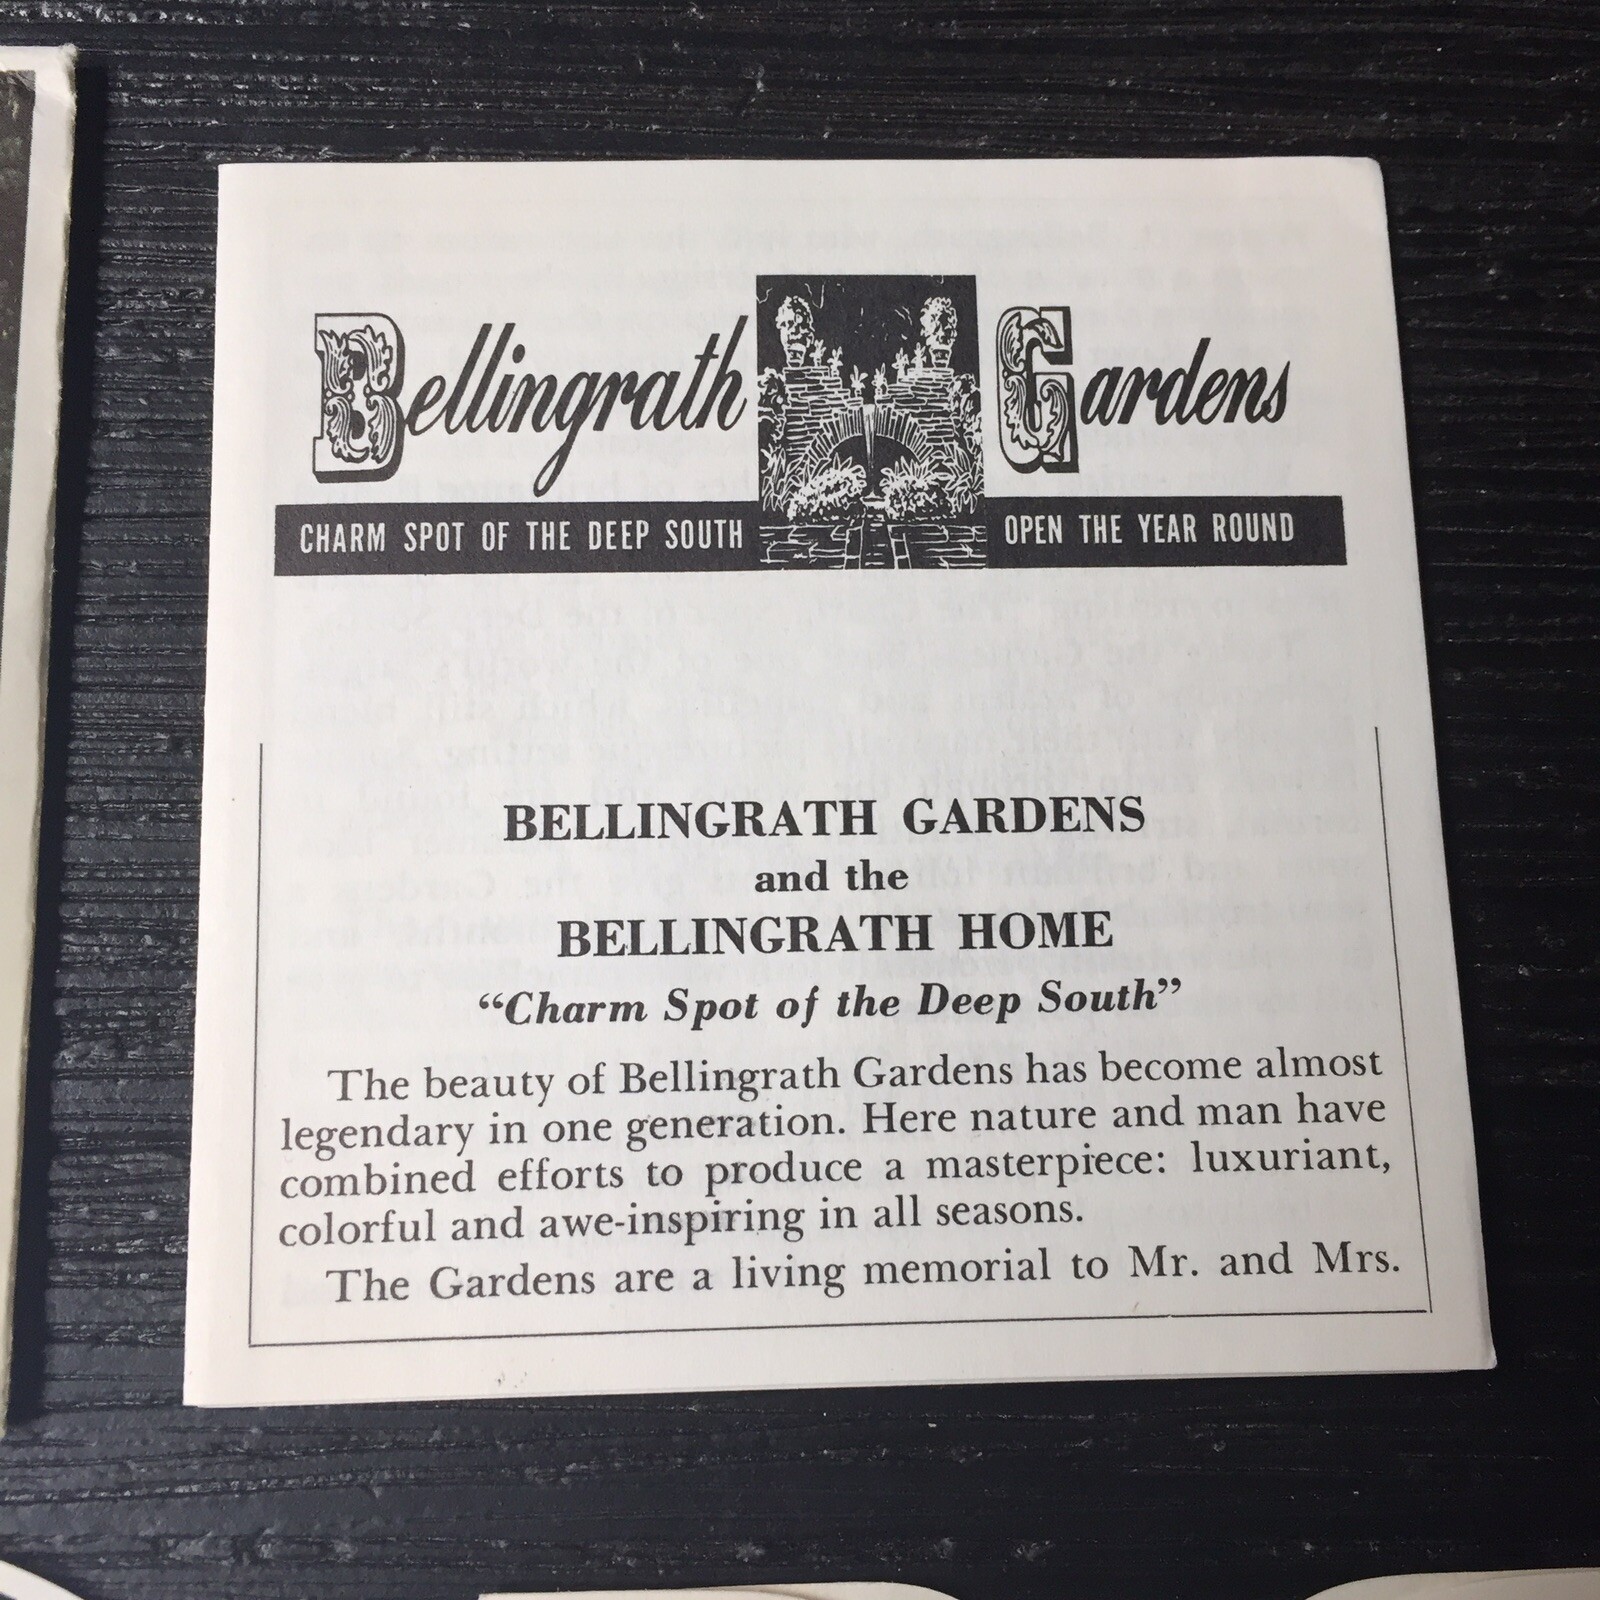 Bellingrath Gardens
CHARM SPOT OF THE DEEP SOUTH OPEN THE YEAR ROUND
BELLINGRATH GARDENS
and the
BELLINGRATH HOME
“Charm Spot of the Deep South”
The beauty of Bellingrath Gardens has become almost
legendary in one generation. Here nature and man have
combined efforts to produce a masterpiece: luxuriant,
colorful and awe-inspiring in all seasons.
The Gardens are a living memorial to Mr. and Mrs.